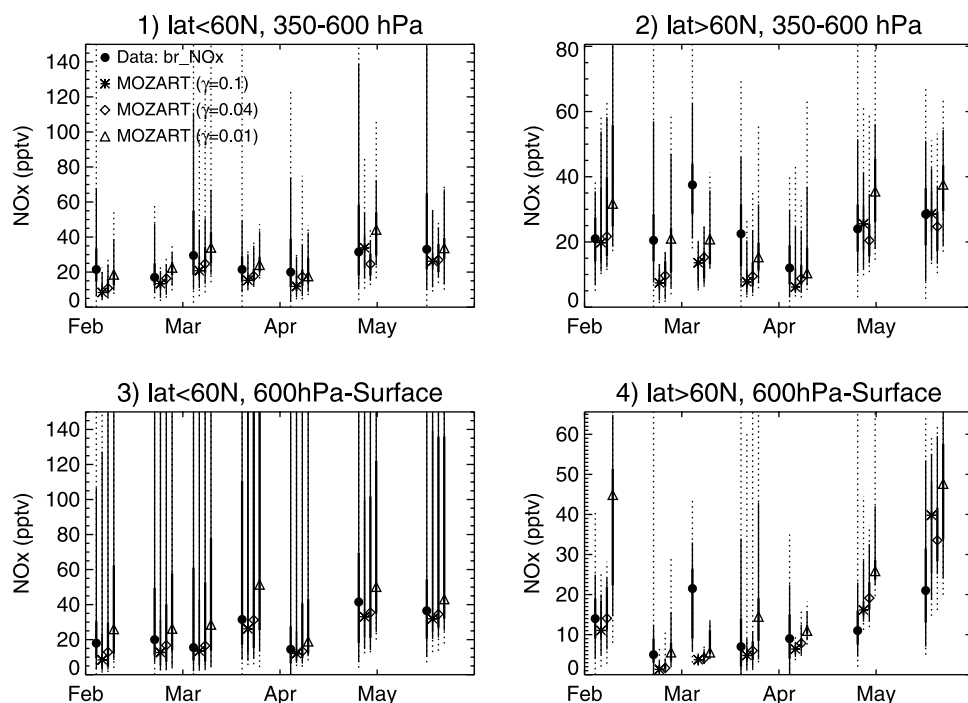 1) lat<60N, 350-600 hPa
NOx (pptv)
140
120
100
80
60
40
20
0
Data: br_NOx
MOZART (γ=0.1)
MOZART (γ=0.04)
MOZART (γ=0.01)
Feb Mar Apr May
2) lat>60N, 350-600 hPa
NOx (pptv)
80
60
40
20
0
Feb Mar Apr May
3) lat<60N, 600hPa-Surface
NOx (pptv)
140
120
100
80
60
40
20
0
Feb Mar Apr May
4) lat>60N, 600hPa-Surface
NOx (pptv)
60
50
40
30
20
10
0
Feb Mar Apr May